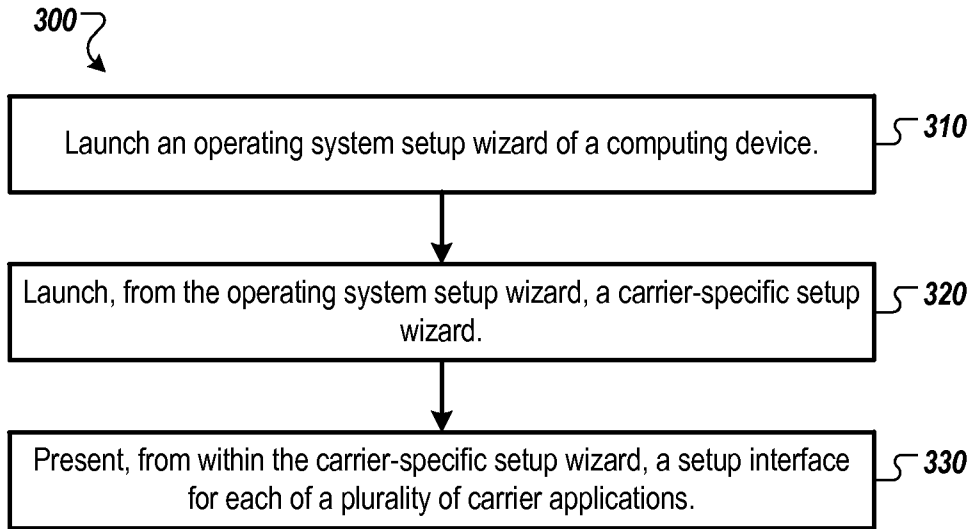 300
Launch an operating system setup wizard of a computing device.
310
Launch, from the operating system setup wizard, a carrier-specific setup
wizard.
320
Present, from within the carrier-specific setup wizard, a setup interface
for each of a plurality of carrier applications.
330